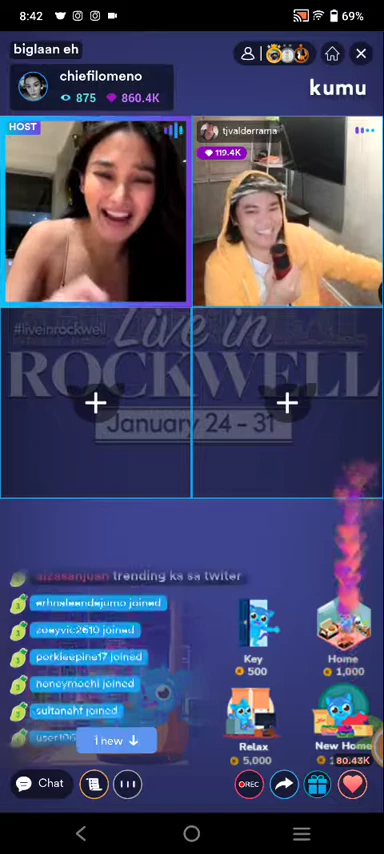 8:42
69%
biglaan eh
chiefilomeno
875
860.4K
kumu
HOST
tjvalderrama
119.4K
#liveinrockwell
Live in
ROCKWELL
January 24 - 31
aizasanjuan trending ka sa twiter
zoeyvic2610 joined
porkieepine17 joined
honeymochi joined
sultanaht joined
1 new ↓
Key
500
Home
1,000
Relax
5,000
New Home
80.43K
Chat
REC